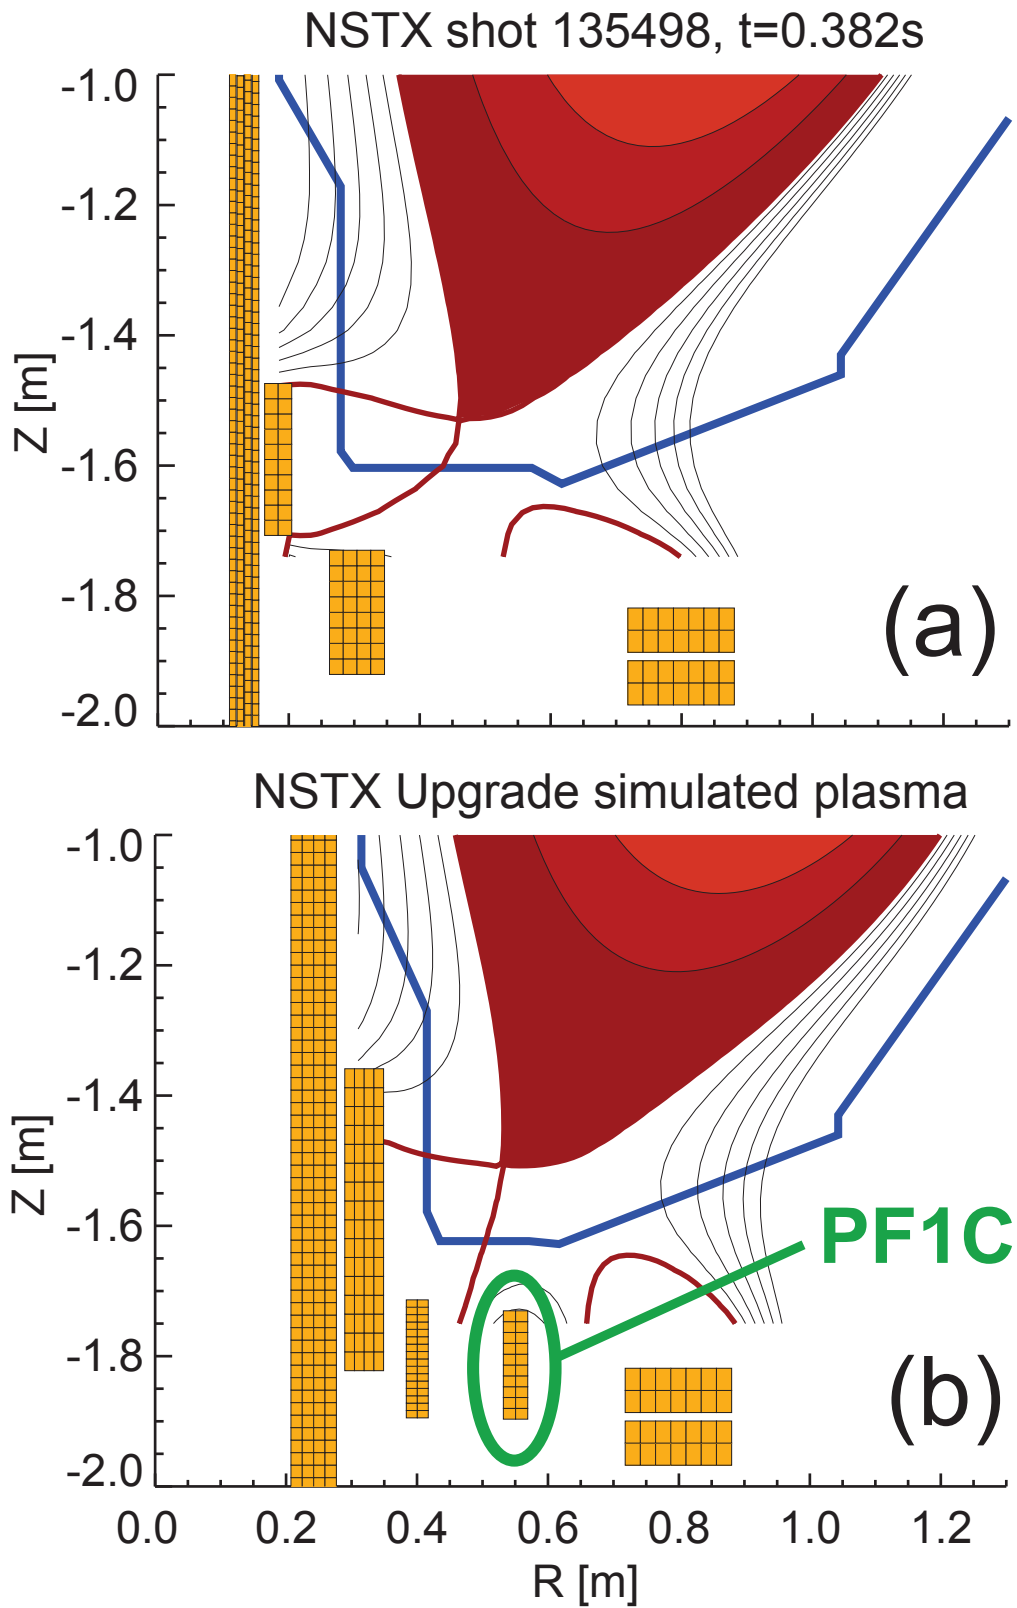 NSTX shot 135498, t=0.382s
-1.0
-1.2
-1.4
-1.6
-1.8
-2.0
Z [m]
(a)
NSTX Upgrade simulated plasma
-1.0
-1.2
-1.4
-1.6
-1.8
-2.0
Z [m]
PF1C
(b)
0.0 0.2 0.4 0.6 0.8 1.0 1.2
R [m]